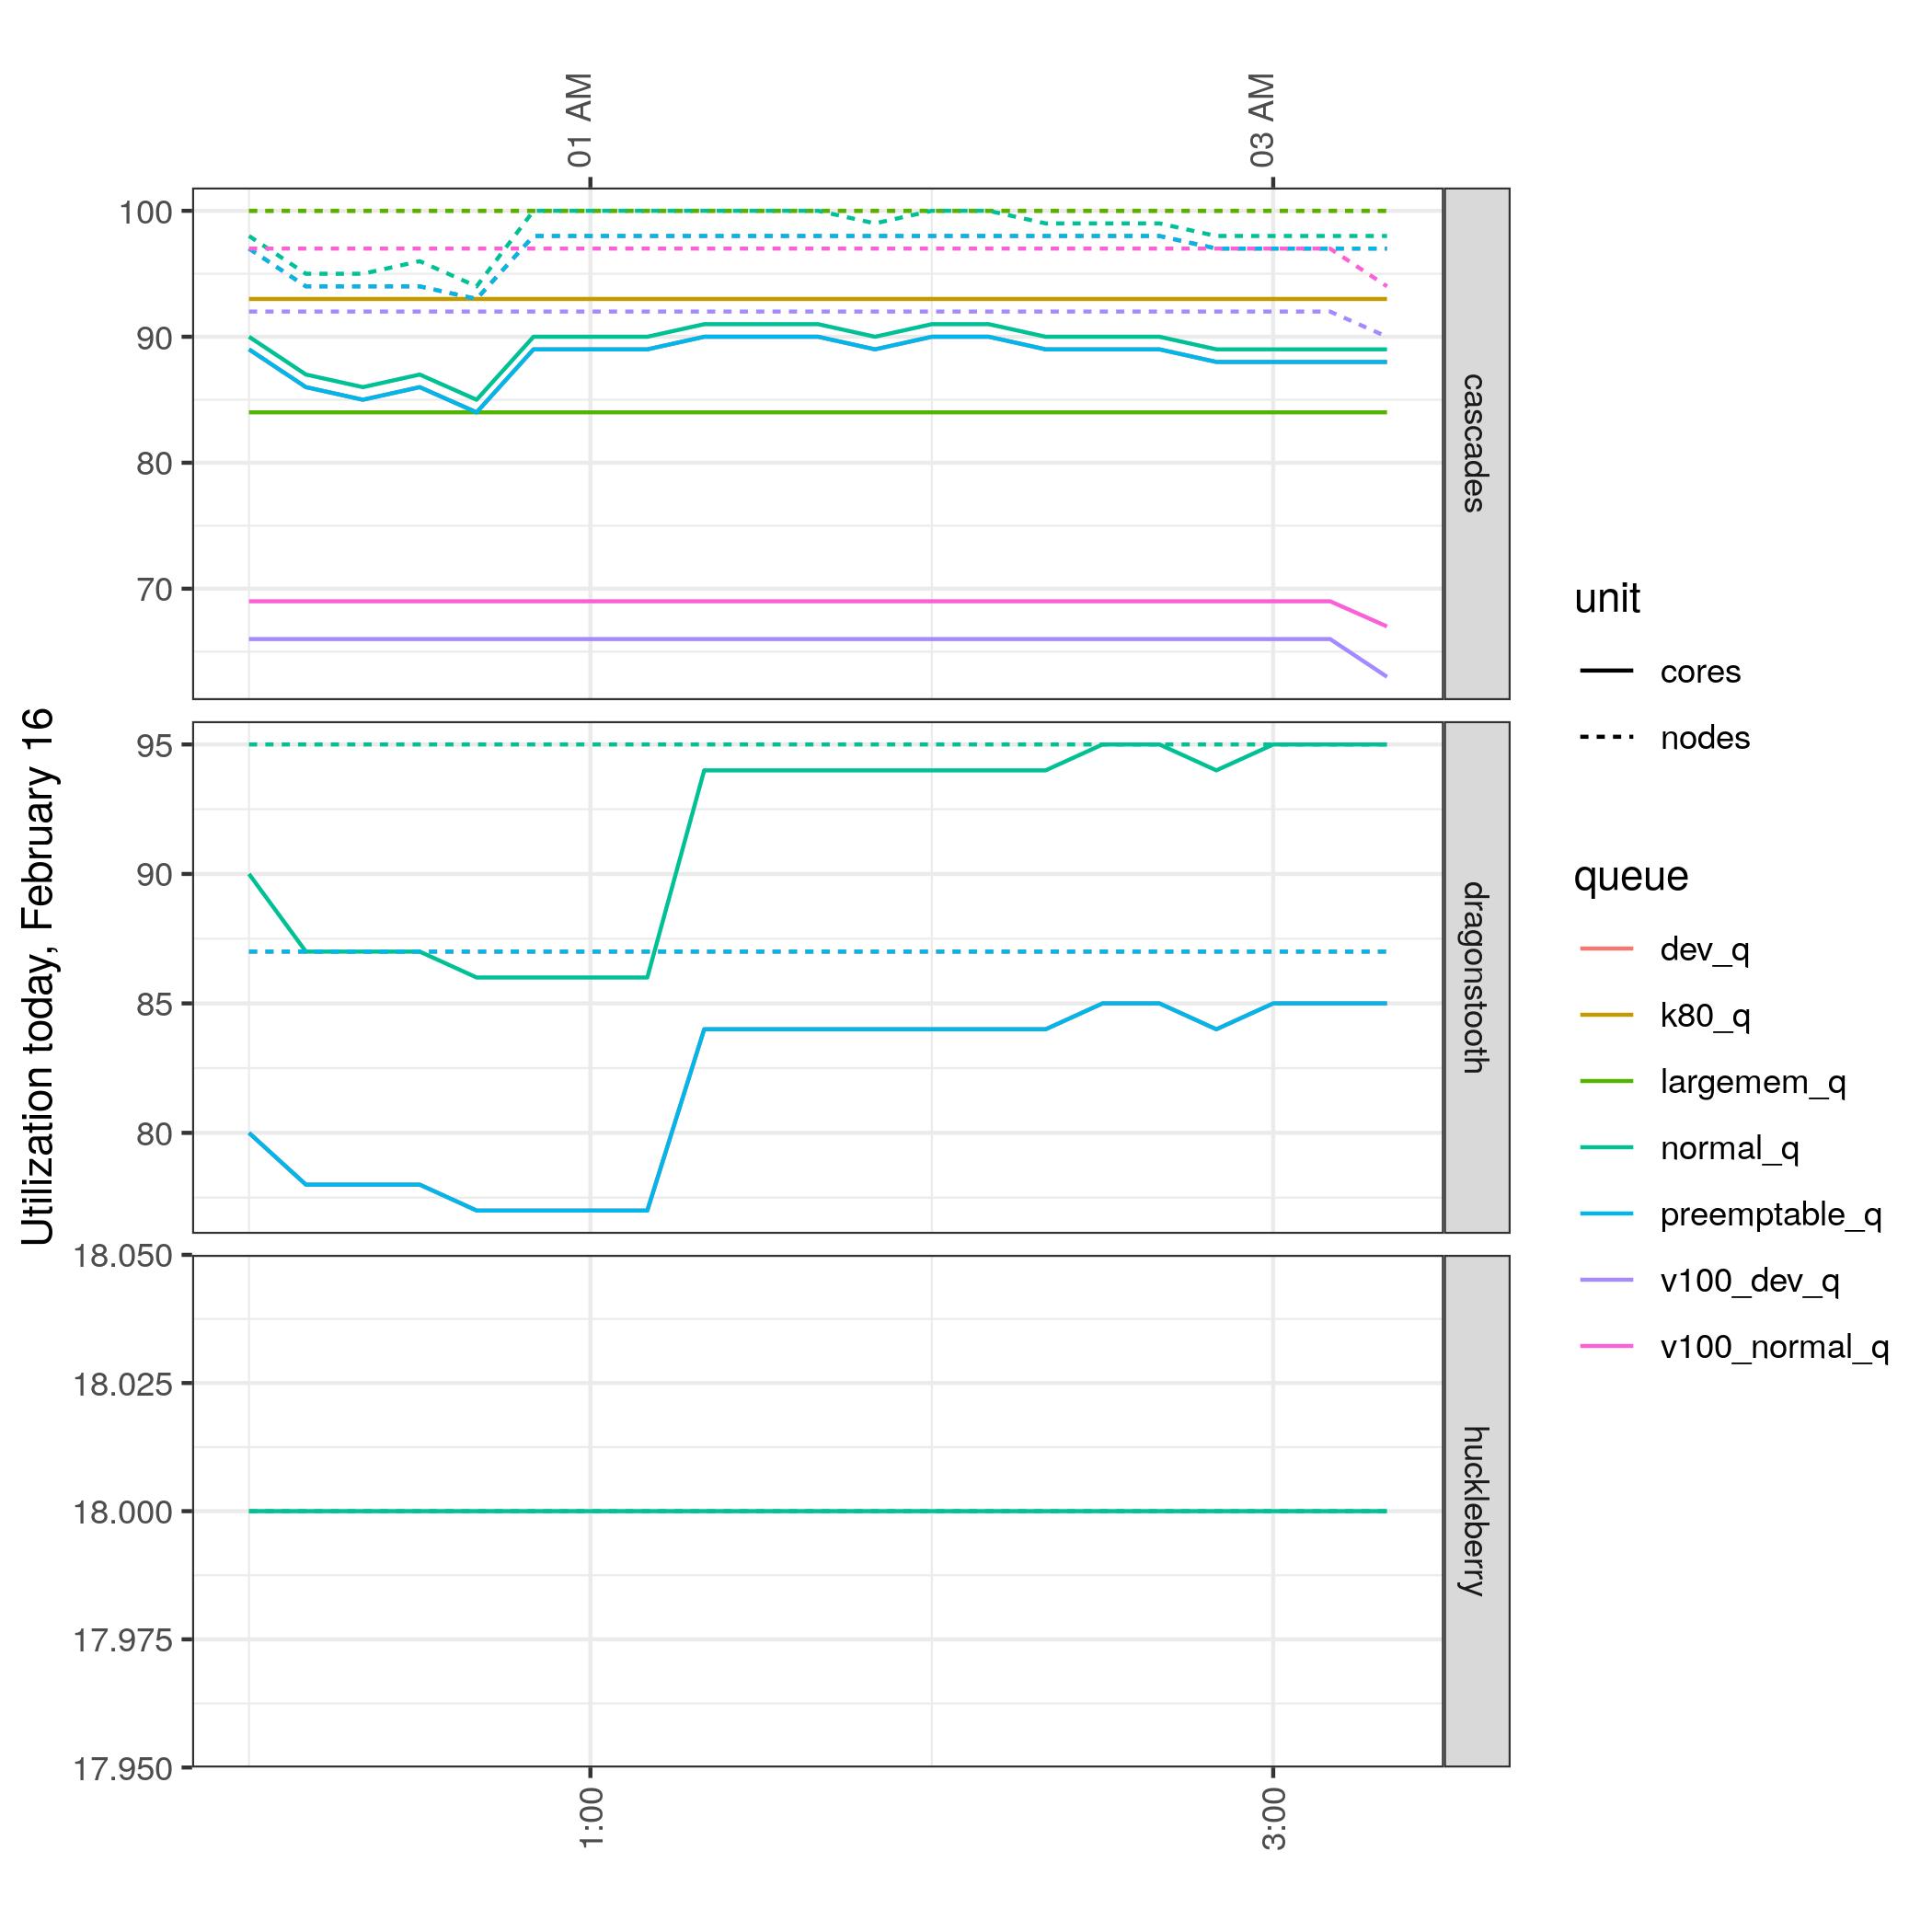 01 AM
03 AM
100
90
80
70
cascades
95
90
85
80
dragonstooth
18.050
18.025
18.000
17.975
17.950
huckleberry
1:00
3:00
Utilization today, February 16
unit
cores
nodes
queue
dev_q
k80_q
largemem_q
normal_q
preemptable_q
v100_dev_q
v100_normal_q